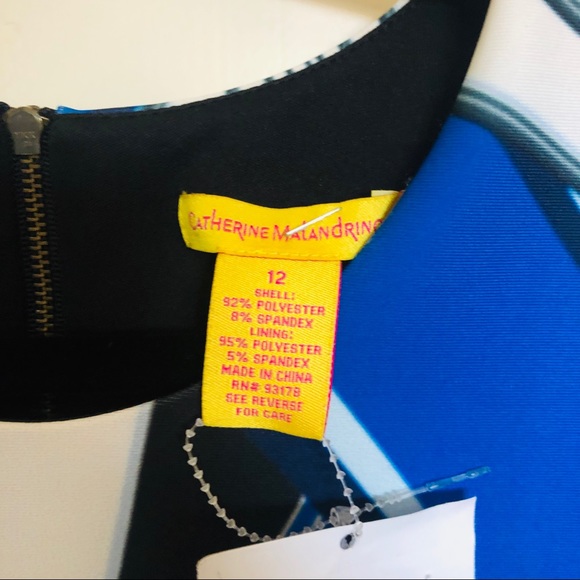 CATHERINE MALANDRINO
12
SHELL:
92% POLYESTER
8% SPANDEX
LINING:
95% POLYESTER
5% SPANDEX
MADE IN CHINA
RN# 93178
SEE REVERSE
FOR CARE